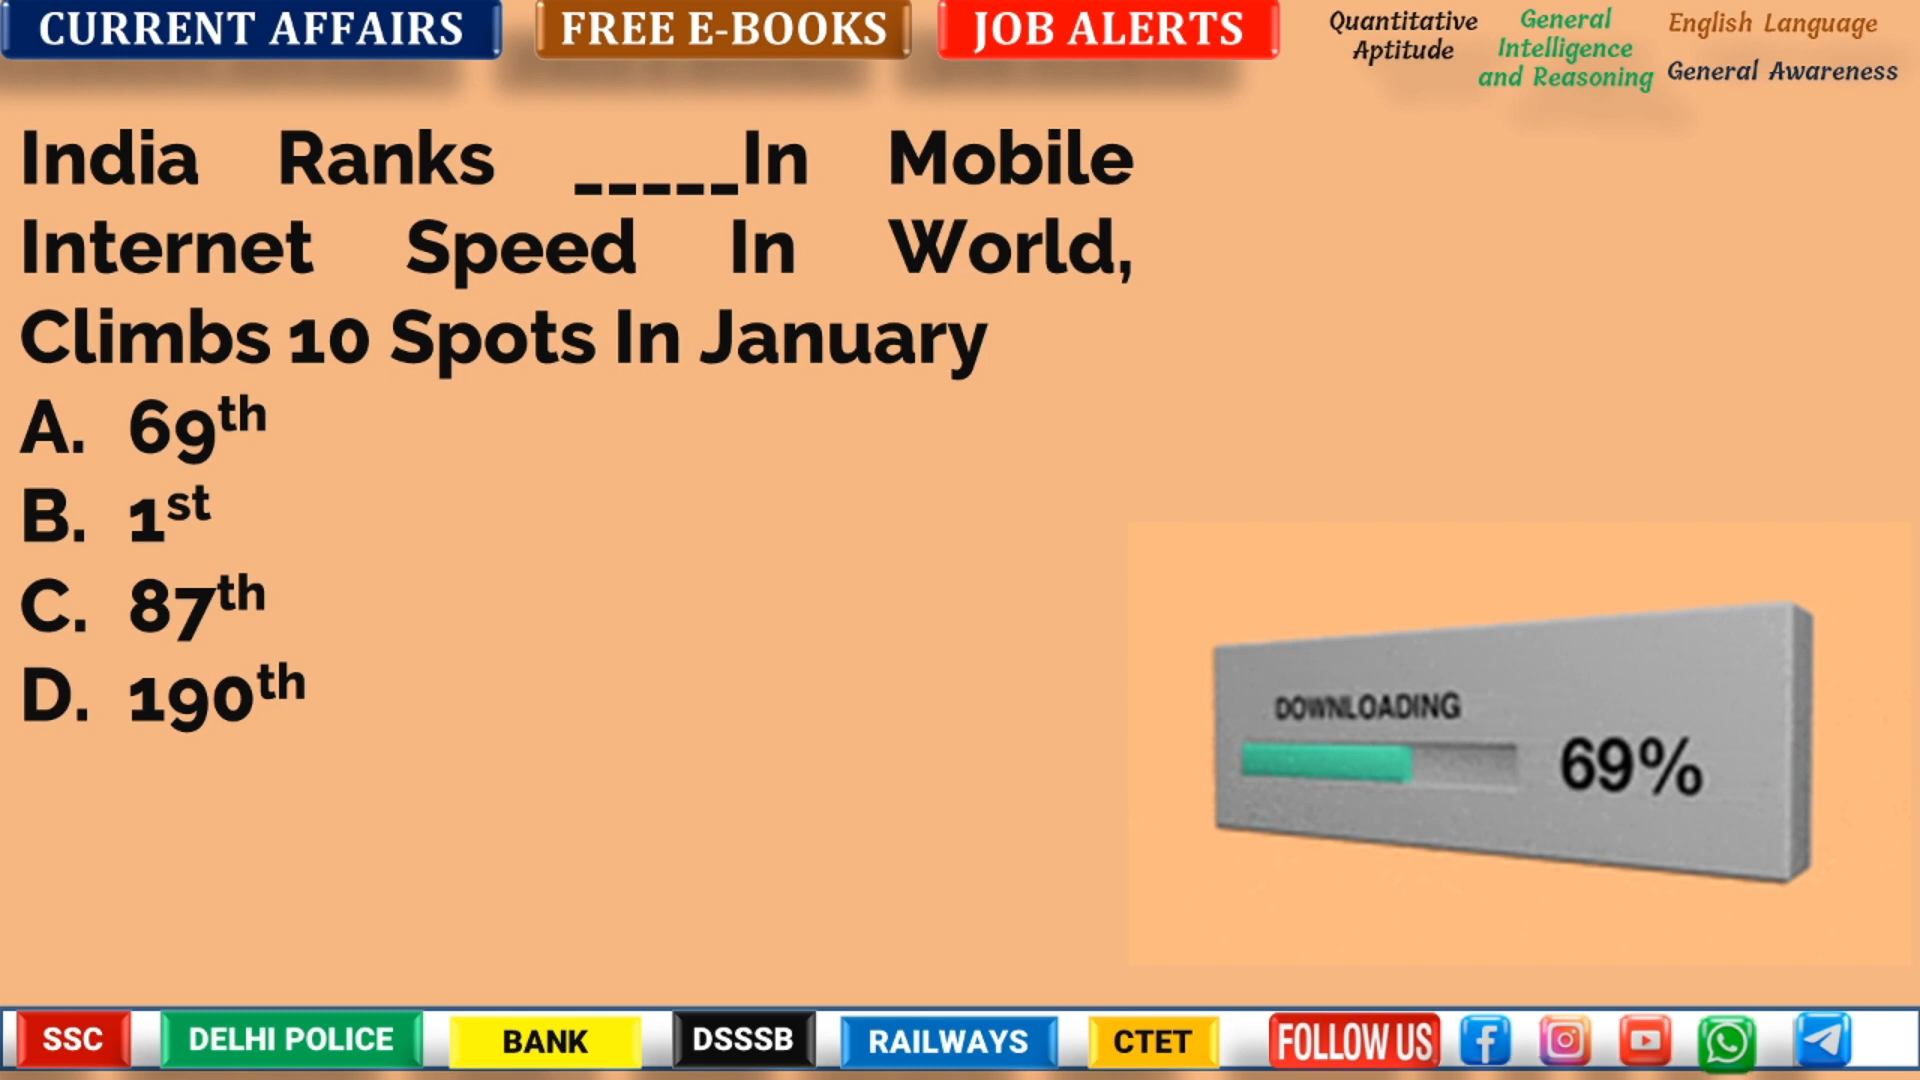 CURRENT AFFAIRS
FREE E-BOOKS
JOB ALERTS
Quantitative
Aptitude
General
Intelligence
and Reasoning
English Language
General Awareness
India Ranks _____In Mobile
Internet Speed In World,
Climbs 10 Spots In January
A. 69th
B. 1st
C. 87th
D. 190th
DOWNLOADING
69%
SSC
DELHI POLICE
BANK
DSSSB
RAILWAYS
CTET
FOLLOW US